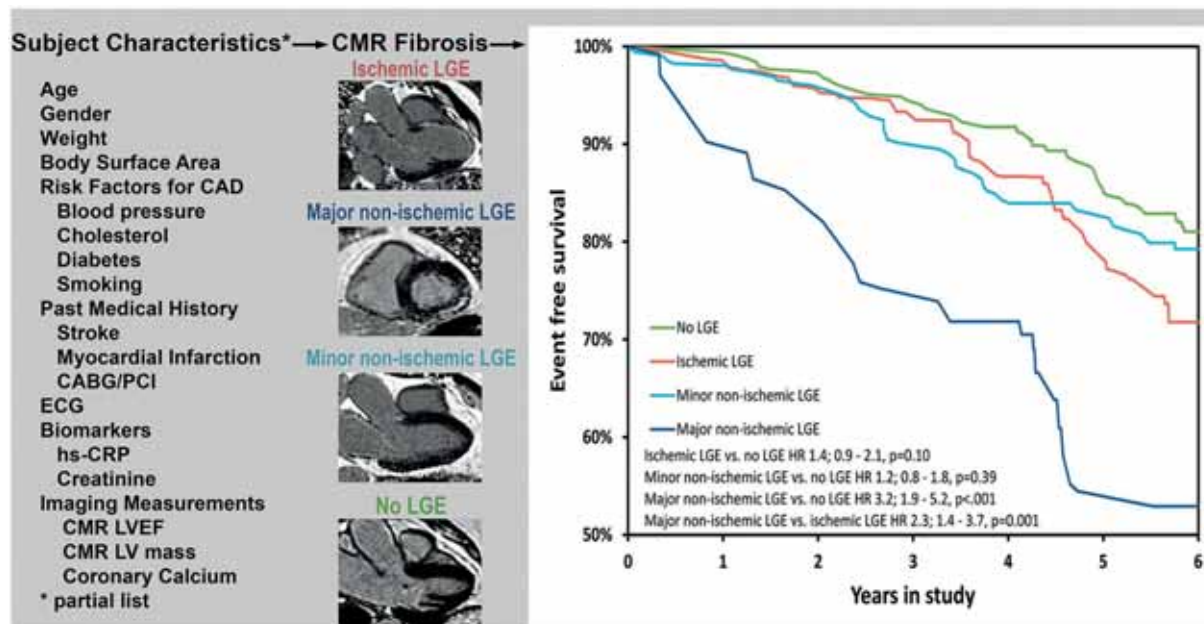 Subject Characteristics* → CMR Fibrosis →
Age
Gender
Weight
Body Surface Area
Risk Factors for CAD
Blood pressure
Cholesterol
Diabetes
Smoking
Past Medical History
Stroke
Myocardial Infarction
CABG/PCI
ECG
Biomarkers
hs-CRP
Creatinine
Imaging Measurements
CMR LVEF
CMR LV mass
Coronary Calcium
* partial list
Ischemic LGE
Major non-ischemic LGE
Minor non-ischemic LGE
No LGE
Event free survival
100%
90%
80%
70%
60%
50%
No LGE
Ischemic LGE
Minor non-ischemic LGE
Major non-ischemic LGE
Ischemic LGE vs. no LGE HR 1.4; 0.9 - 2.1, p=0.10
Minor non-ischemic LGE vs. no LGE HR 1.2; 0.8 - 1.8, p=0.39
Major non-ischemic LGE vs. no LGE HR 3.2; 1.9 - 5.2, p<.001
Major non-ischemic LGE vs. ischemic LGE HR 2.3; 1.4 - 3.7, p=0.001
0 1 2 3 4 5 6
Years in study